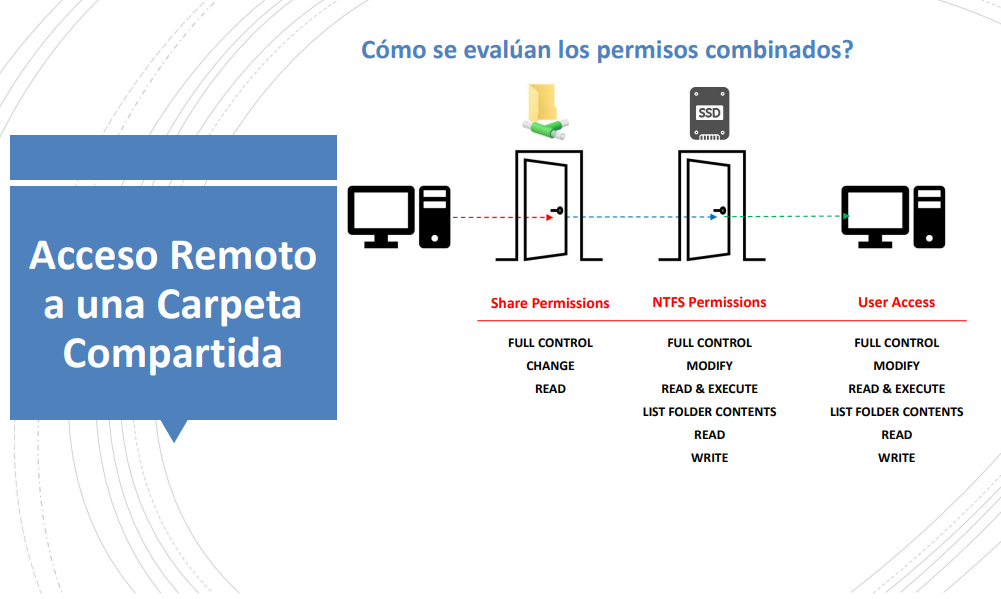 Cómo se evalúan los permisos combinados?
SSD
Acceso Remoto
a una Carpeta
Compartida
Share Permissions
FULL CONTROL
CHANGE
READ
NTFS Permissions
FULL CONTROL
MODIFY
READ & EXECUTE
LIST FOLDER CONTENTS
READ
WRITE
User Access
FULL CONTROL
MODIFY
READ & EXECUTE
LIST FOLDER CONTENTS
READ
WRITE